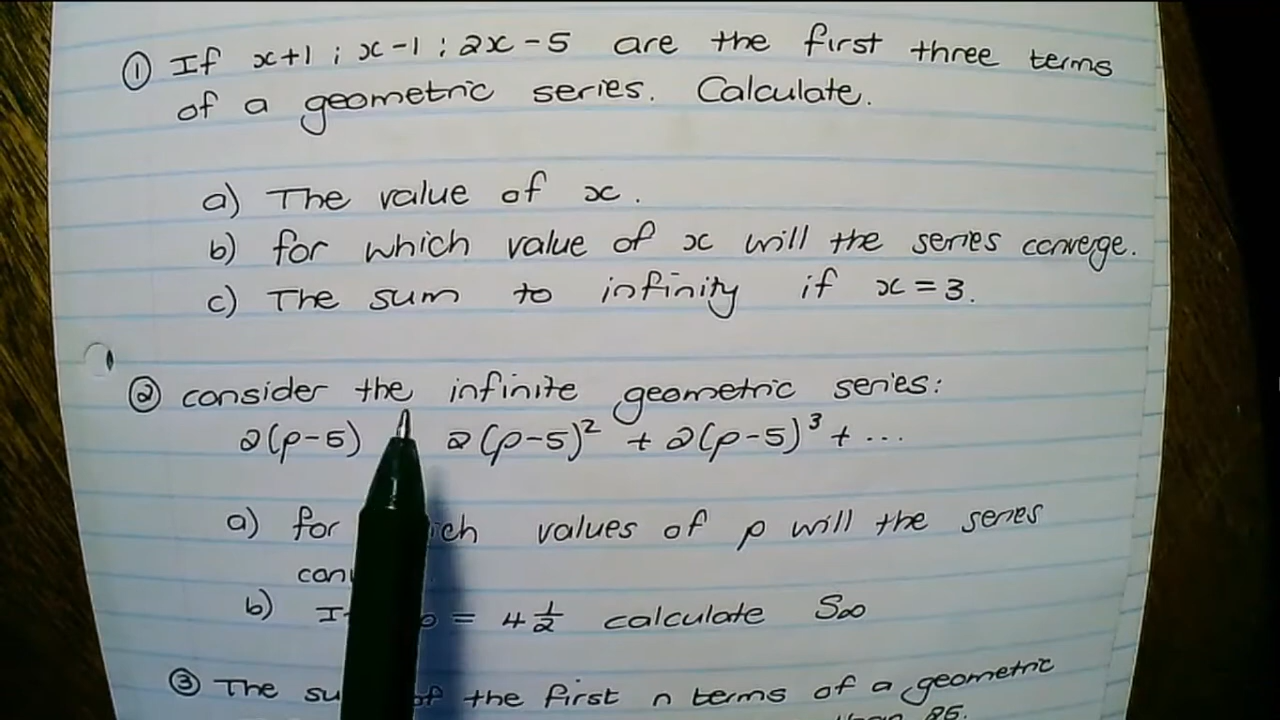 ① If x+1 ; x-1 ; 2x-5 are the first three terms
of a geometric series. Calculate.
a) The value of x.
b) for which value of x will the series converge.
c) The sum to infinity if x = 3.
② consider the infinite geometric series:
2(p-5) 2(p-5)² + 2(p-5)³ + ...
a) for values of p will the series
b) = 4½ calculate S∞
③ The of the first n terms of a geometric